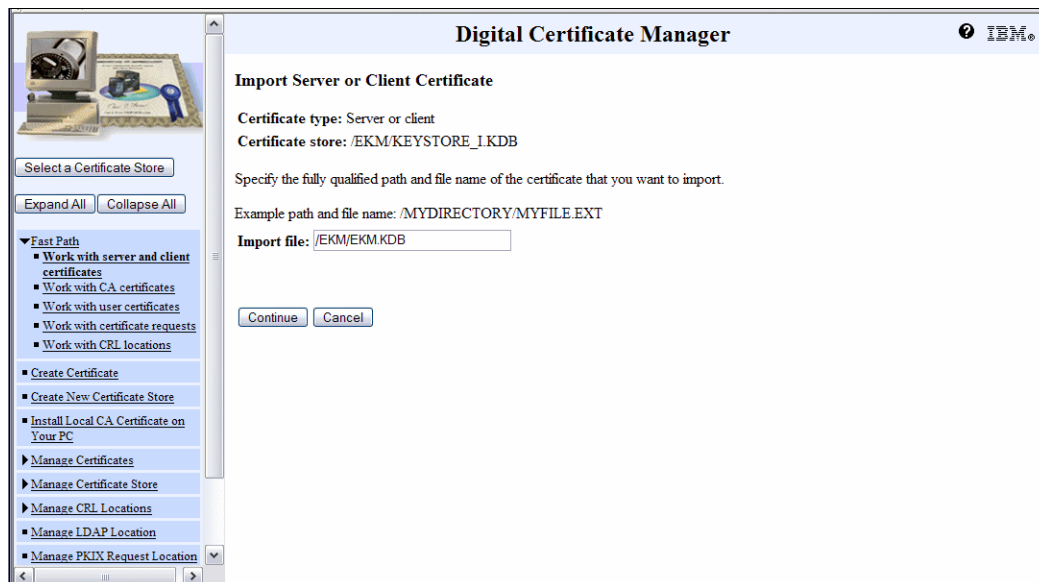 Digital Certificate Manager
IBM®
Select a Certificate Store
Expand All
Collapse All
Fast Path
Work with server and client
certificates
Work with CA certificates
Work with user certificates
Work with certificate requests
Work with CRL locations
Create Certificate
Create New Certificate Store
Install Local CA Certificate on
Your PC
Manage Certificates
Manage Certificate Store
Manage CRL Locations
Manage LDAP Location
Manage PKIX Request Location
Import Server or Client Certificate
Certificate type: Server or client
Certificate store: /EKM/KEYSTORE_I.KDB
Specify the fully qualified path and file name of the certificate that you want to import.
Example path and file name: /MYDIRECTORY/MYFILE.EXT
Import file: /EKM/EKM.KDB
Continue
Cancel